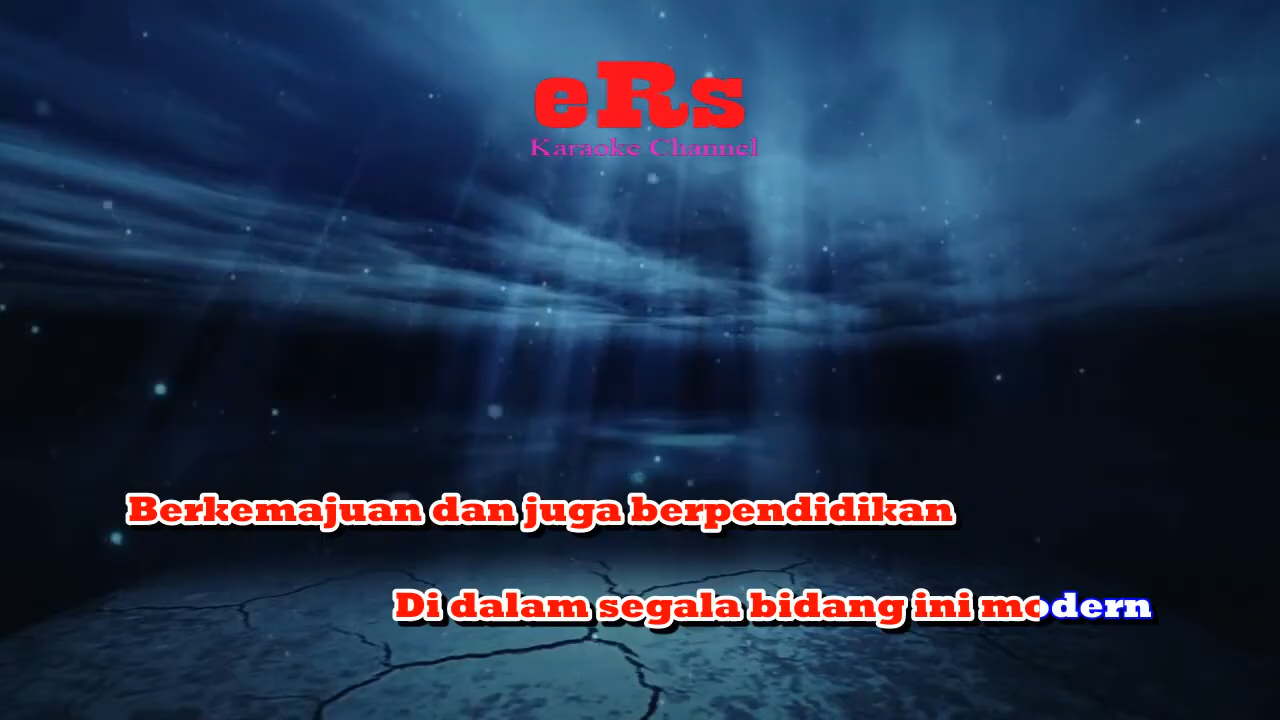 eRs
Karaoke Channel
Berkemajuan dan juga berpendidikan
Di dalam segala bidang ini modern